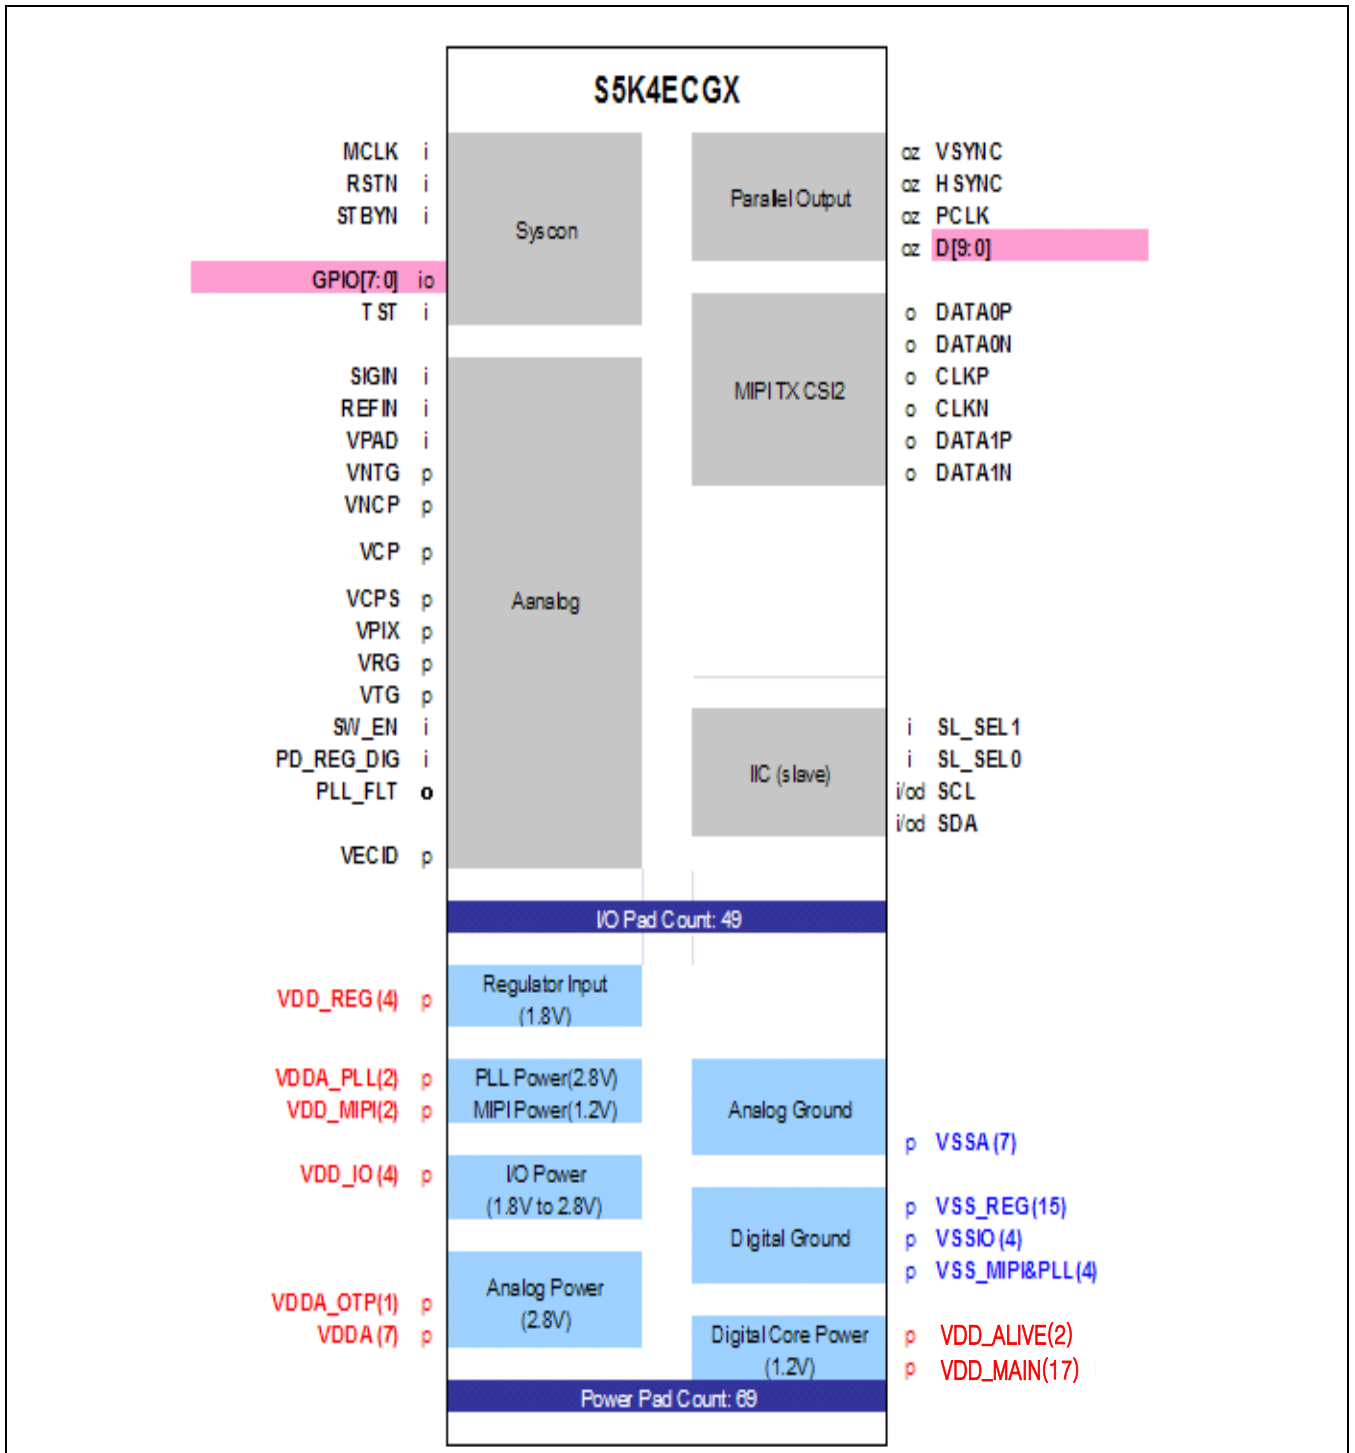 S5K4ECGX
MCLK i
RSTN i
STBYN i
GPIO[7:0] io
TST i
Syscon
SIGIN i
REFIN i
VPAD i
VNTG p
VNCP p
VCP p
VCPS p
VPIX p
VRG p
VTG p
SW_EN i
PD_REG_DIG i
PLL_FLT o
VECID p
Aanalog
Parallel Output
oz VSYNC
oz HSYNC
oz PCLK
oz D[9:0]
MIPI TX CSI2
o DATA0P
o DATA0N
o CLKP
o CLKN
o DATA1P
o DATA1N
IIC (slave)
i SL_SEL1
i SL_SEL0
i/od SCL
i/od SDA
I/O Pad Count: 49
VDD_REG (4) p
Regulator Input
(1.8V)
VDDA_PLL(2) p
PLL Power(2.8V)
VDD_MIPI(2) p
MIPI Power(1.2V)
VDD_IO (4) p
I/O Power
(1.8V to 2.8V)
VDDA_OTP(1) p
VDDA (7) p
Analog Power
(2.8V)
Analog Ground
p VSSA (7)
Digital Ground
p VSS_REG(15)
p VSSIO (4)
p VSS_MIPI&PLL(4)
Digital Core Power
(1.2V)
p VDD_ALIVE(2)
p VDD_MAIN(17)
Power Pad Count: 69